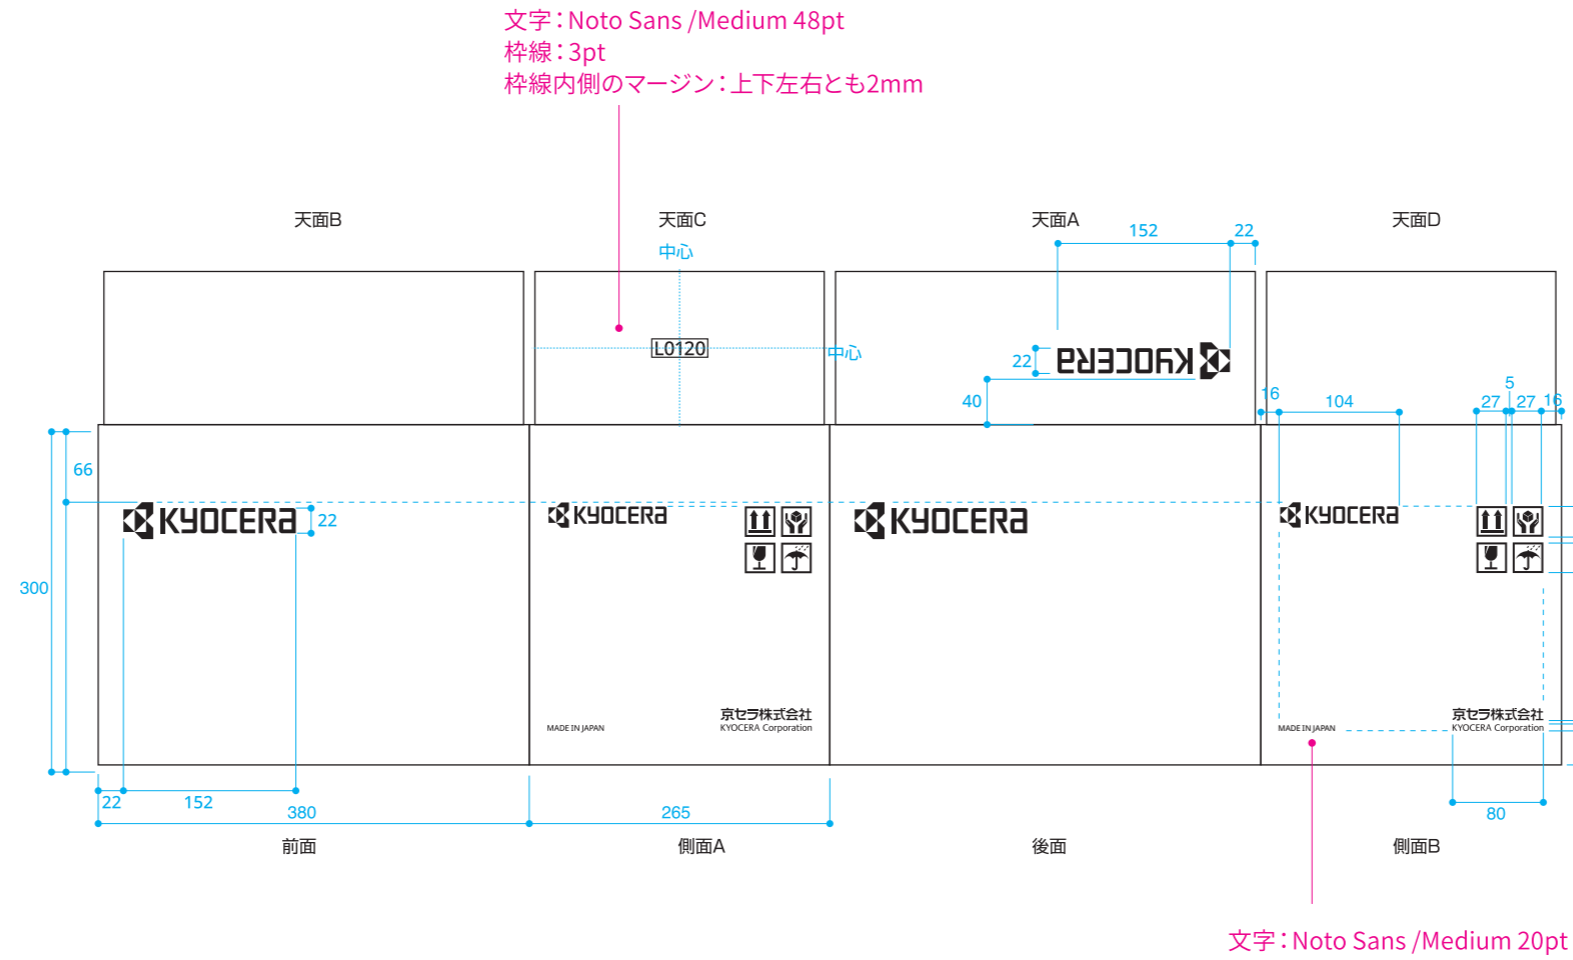 文字：Noto Sans /Medium 48pt
枠線：3pt
枠線内側のマージン：上下左右とも2mm
天面B
天面C
天面A
天面D
中心
152
22
L0120
中心
22
KYOCERA
40
16
104
5
27
27
16
66
KYOCERA
22
KYOCERA
KYOCERA
KYOCERA
300
MADE IN JAPAN
京セラ株式会社
KYOCERA Corporation
MADE IN JAPAN
京セラ株式会社
KYOCERA Corporation
22
152
380
265
80
前面
側面A
後面
側面B
文字：Noto Sans /Medium 20pt